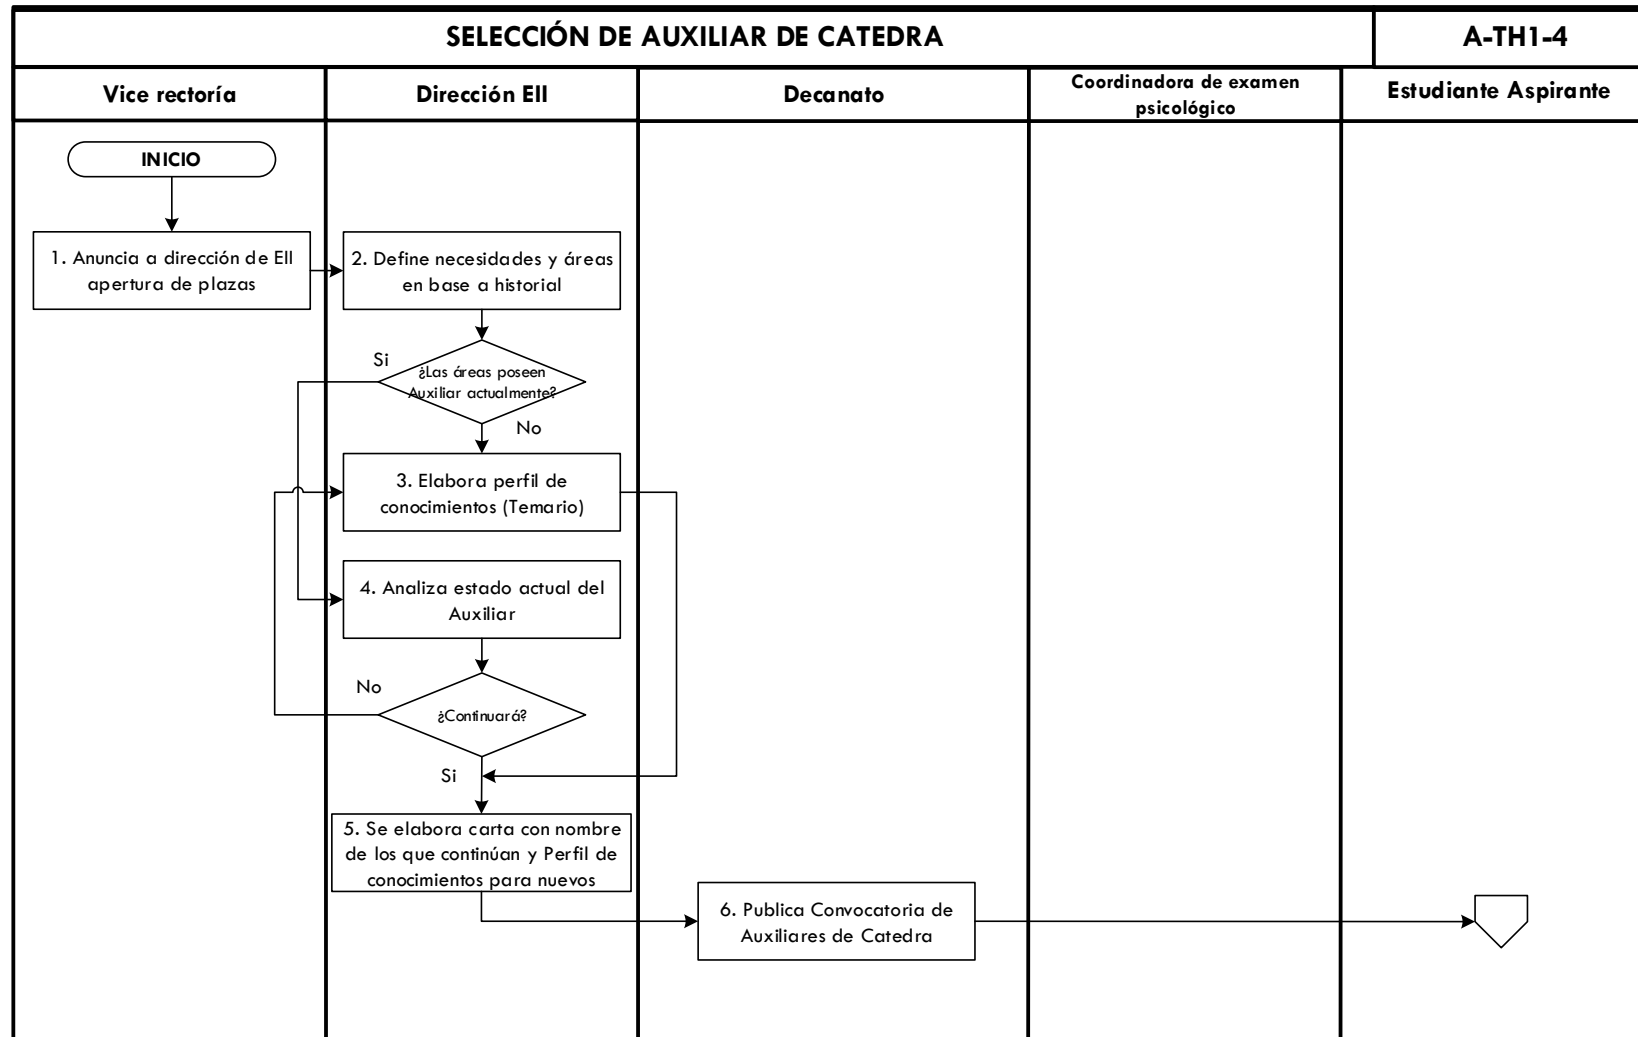 SELECCIÓN DE AUXILIAR DE CATEDRA
A-TH1-4
Vice rectoría
Dirección EII
Decanato
Coordinadora de examen
psicológico
Estudiante Aspirante
INICIO
1. Anuncia a dirección de EII
apertura de plazas
2. Define necesidades y áreas
en base a historial
Si
¿Las áreas poseen
Auxiliar actualmente?
No
3. Elabora perfil de
conocimientos (Temario)
4. Analiza estado actual del
Auxiliar
No
¿Continuará?
Si
5. Se elabora carta con nombre
de los que continúan y Perfil de
conocimientos para nuevos
6. Publica Convocatoria de
Auxiliares de Catedra